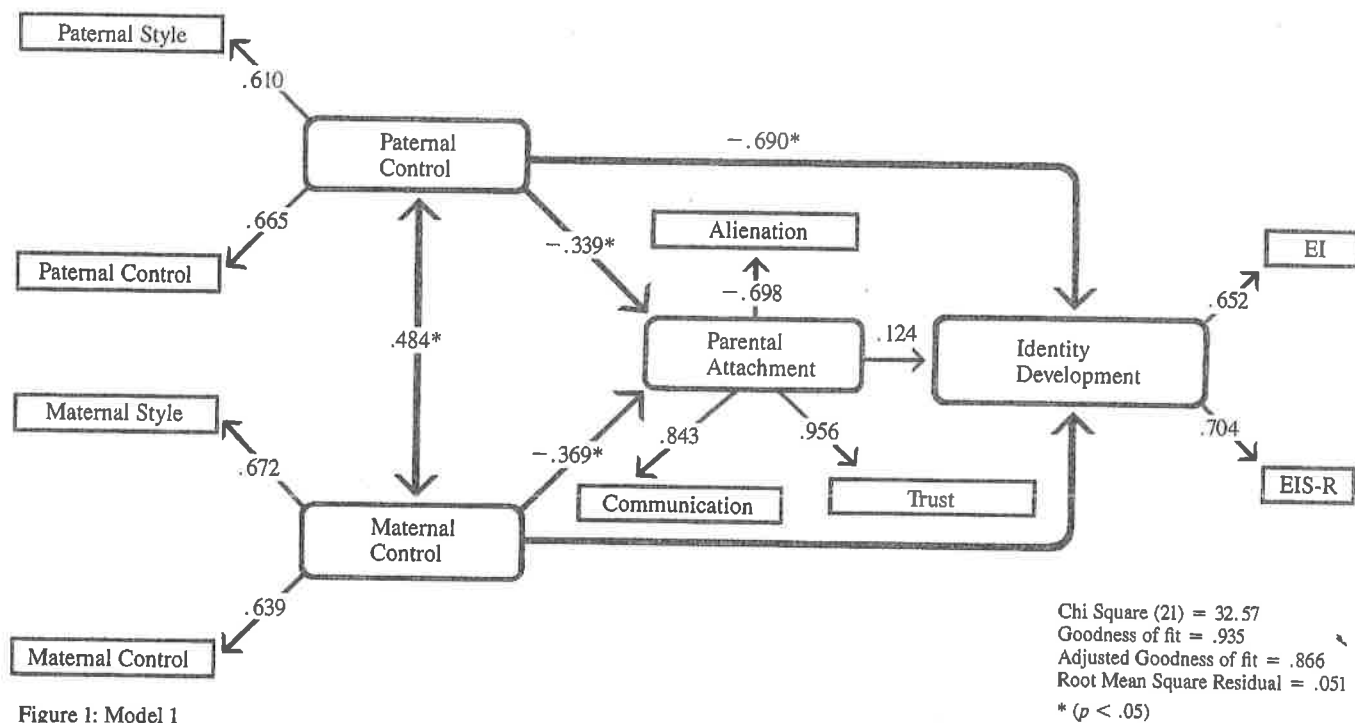 Paternal Style
.610
Paternal
Control
−.690*
.665
−.339*
Alienation
Paternal Control
EI
−.698
.652
.484*
Parental
Attachment
.124
Identity
Development
Maternal Style
.843
.956
.704
−.369*
.672
Communication
Trust
EIS-R
Maternal
Control
.639
Maternal Control
Chi Square (21) = 32.57
Goodness of fit = .935
Adjusted Goodness of fit = .866
Root Mean Square Residual = .051
* (p < .05)
Figure 1: Model 1